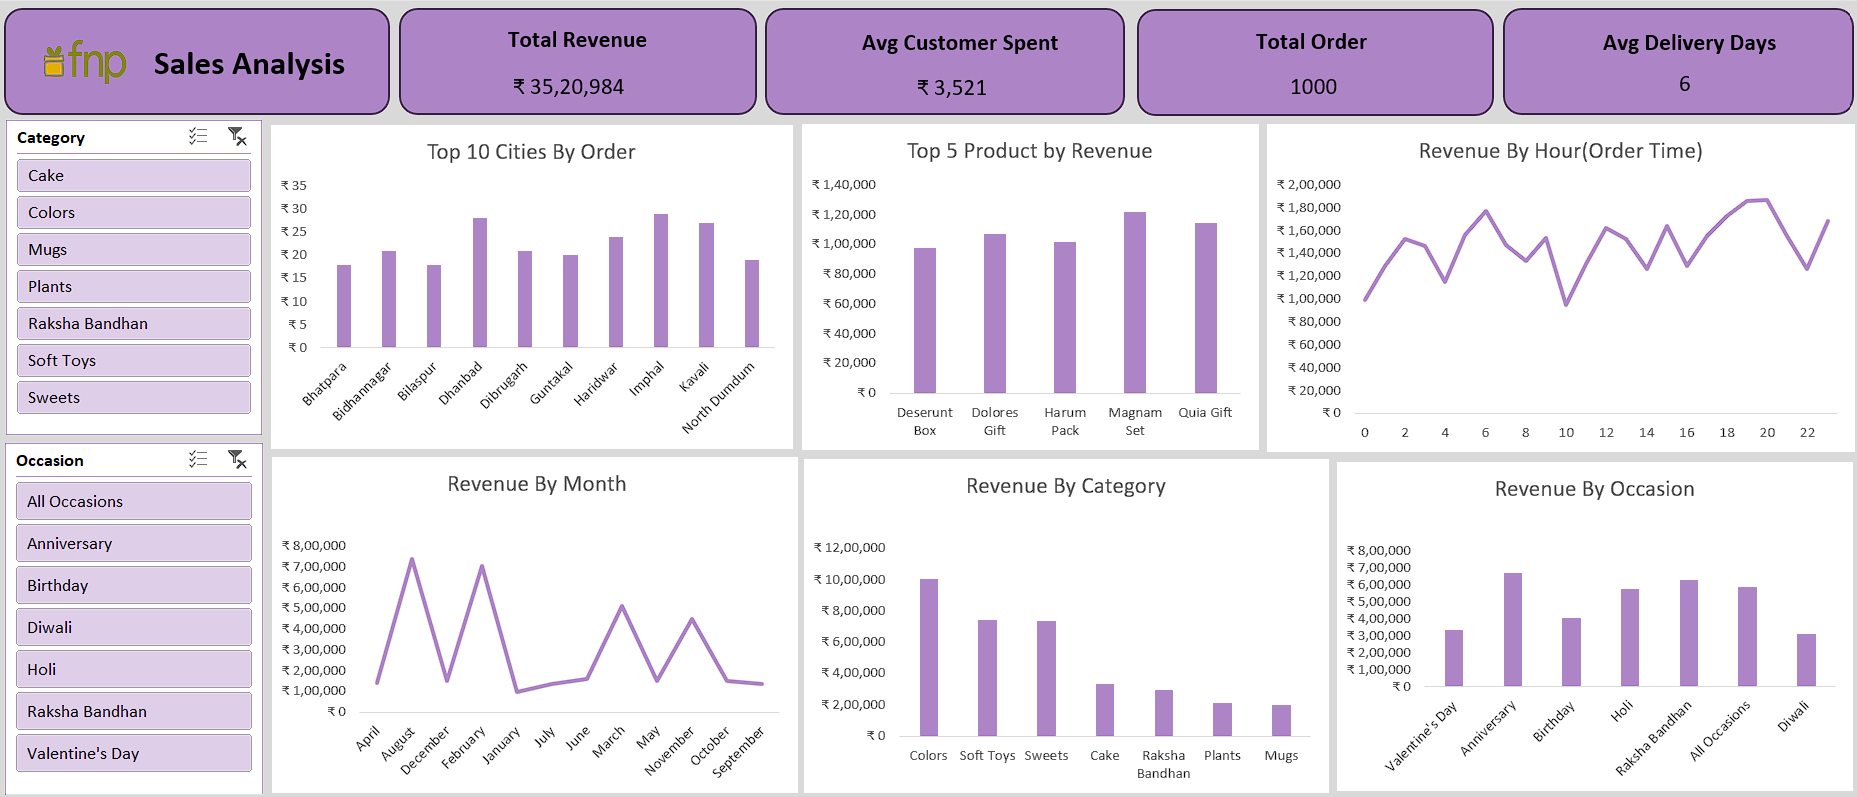 fnp
Sales Analysis
Total Revenue
₹ 35,20,984
Avg Customer Spent
₹ 3,521
Total Order
1000
Avg Delivery Days
6
Category
Cake
Colors
Mugs
Plants
Raksha Bandhan
Soft Toys
Sweets
Occasion
All Occasions
Anniversary
Birthday
Diwali
Holi
Raksha Bandhan
Valentine's Day
Top 10 Cities By Order
₹ 35
₹ 30
₹ 25
₹ 20
₹ 15
₹ 10
₹ 5
₹ 0
Bhatpara
Bidhannagar
Bilaspur
Dhanbad
Dibrugarh
Guntakal
Haridwar
Imphal
Kavali
North Dumdum
Top 5 Product by Revenue
₹ 1,40,000
₹ 1,20,000
₹ 1,00,000
₹ 80,000
₹ 60,000
₹ 40,000
₹ 20,000
₹ 0
Deserunt
Box
Dolores
Gift
Harum
Pack
Magnam
Set
Quia Gift
Revenue By Hour(Order Time)
₹ 2,00,000
₹ 1,80,000
₹ 1,60,000
₹ 1,40,000
₹ 1,20,000
₹ 1,00,000
₹ 80,000
₹ 60,000
₹ 40,000
₹ 20,000
₹ 0
0 2 4 6 8 10 12 14 16 18 20 22
Revenue By Month
₹ 8,00,000
₹ 7,00,000
₹ 6,00,000
₹ 5,00,000
₹ 4,00,000
₹ 3,00,000
₹ 2,00,000
₹ 1,00,000
₹ 0
April
August
December
February
January
July
June
March
May
November
October
September
Revenue By Category
₹ 12,00,000
₹ 10,00,000
₹ 8,00,000
₹ 6,00,000
₹ 4,00,000
₹ 2,00,000
₹ 0
Colors
Soft Toys
Sweets
Cake
Raksha
Bandhan
Plants
Mugs
Revenue By Occasion
₹ 8,00,000
₹ 7,00,000
₹ 6,00,000
₹ 5,00,000
₹ 4,00,000
₹ 3,00,000
₹ 2,00,000
₹ 1,00,000
₹ 0
Valentine's Day
Anniversary
Birthday
Holi
Raksha Bandhan
All Occasions
Diwali